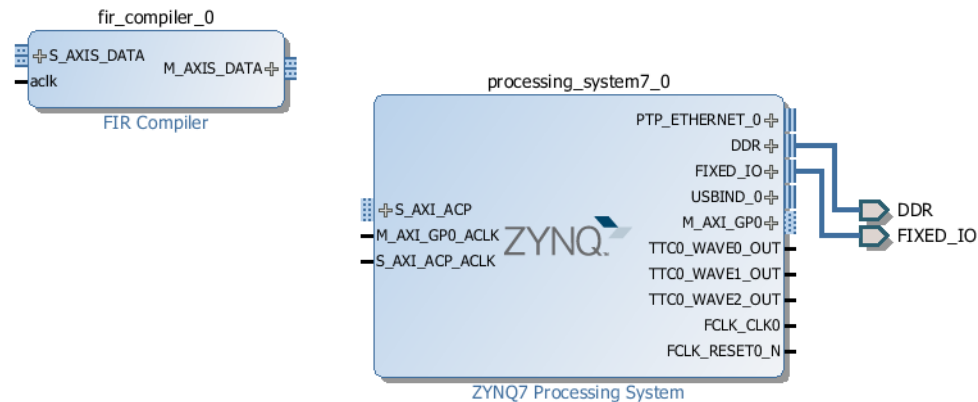 fir_compiler_0
S_AXIS_DATA
aclk
M_AXIS_DATA
FIR Compiler
processing_system7_0
PTP_ETHERNET_0
DDR
FIXED_IO
USBIND_0
M_AXI_GP0
TTC0_WAVE0_OUT
TTC0_WAVE1_OUT
TTC0_WAVE2_OUT
FCLK_CLK0
FCLK_RESET0_N
S_AXI_ACP
M_AXI_GP0_ACLK
S_AXI_ACP_ACLK
ZYNQ
ZYNQ7 Processing System
DDR
FIXED_IO